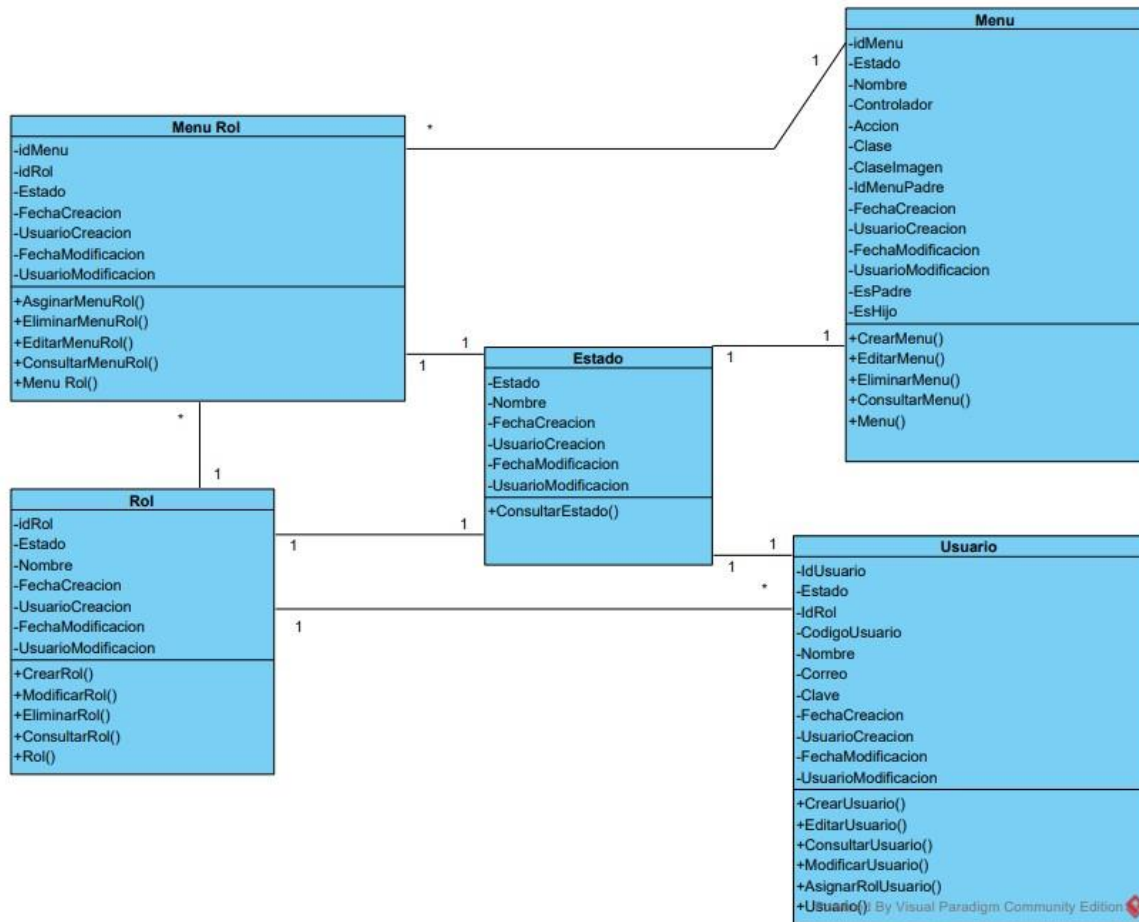 Menu
-idMenu
-Estado
-Nombre
-Controlador
-Accion
-Clase
-ClaseImagen
-IdMenuPadre
-FechaCreacion
-UsuarioCreacion
-FechaModificacion
-UsuarioModificacion
-EsPadre
-EsHijo
+CrearMenu()
+EditarMenu()
+EliminarMenu()
+ConsultarMenu()
+Menu()
1
*
Menu Rol
-idMenu
-idRol
-Estado
-FechaCreacion
-UsuarioCreacion
-FechaModificacion
-UsuarioModificacion
+AsginarMenuRol()
+EliminarMenuRol()
+EditarMenuRol()
+ConsultarMenuRol()
+Menu Rol()
1
1
1
1
Estado
-Estado
-Nombre
-FechaCreacion
-UsuarioCreacion
-FechaModificacion
-UsuarioModificacion
+ConsultarEstado()
*
1
Rol
-idRol
-Estado
-Nombre
-FechaCreacion
-UsuarioCreacion
-FechaModificacion
-UsuarioModificacion
+CrearRol()
+ModificarRol()
+EliminarRol()
+ConsultarRol()
+Rol()
1
1
1
1
*
1
Usuario
-IdUsuario
-Estado
-IdRol
-CodigoUsuario
-Nombre
-Correo
-Clave
-FechaCreacion
-UsuarioCreacion
-FechaModificacion
-UsuarioModificacion
+CrearUsuario()
+EditarUsuario()
+ConsultarUsuario()
+ModificarUsuario()
+AsignarRolUsuario()
+Usuario()
By Visual Paradigm Community Edition